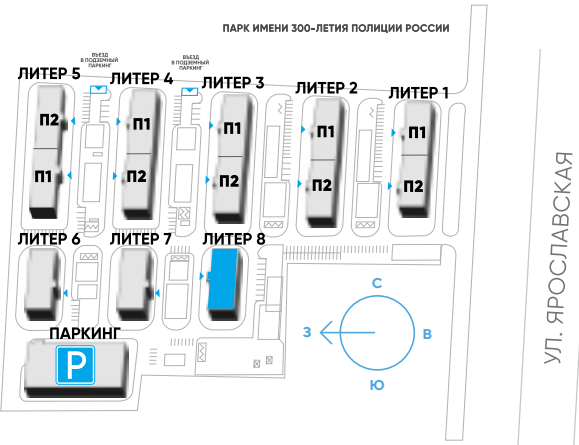 ПАРК ИМЕНИ 300-ЛЕТИЯ ПОЛИЦИИ РОССИИ
ВЪЕЗД
В ПОДЗЕМНЫЙ
ПАРКИНГ
ВЪЕЗД
В ПОДЗЕМНЫЙ
ПАРКИНГ
ЛИТЕР 5
ЛИТЕР 4
ЛИТЕР 3
ЛИТЕР 2
ЛИТЕР 1
П2
П1
П1
П1
П1
П1
П2
П2
П2
П2
ЛИТЕР 6
ЛИТЕР 7
ЛИТЕР 8
УЛ. ЯРОСЛАВСКАЯ
С
З
В
Ю
ПАРКИНГ
P